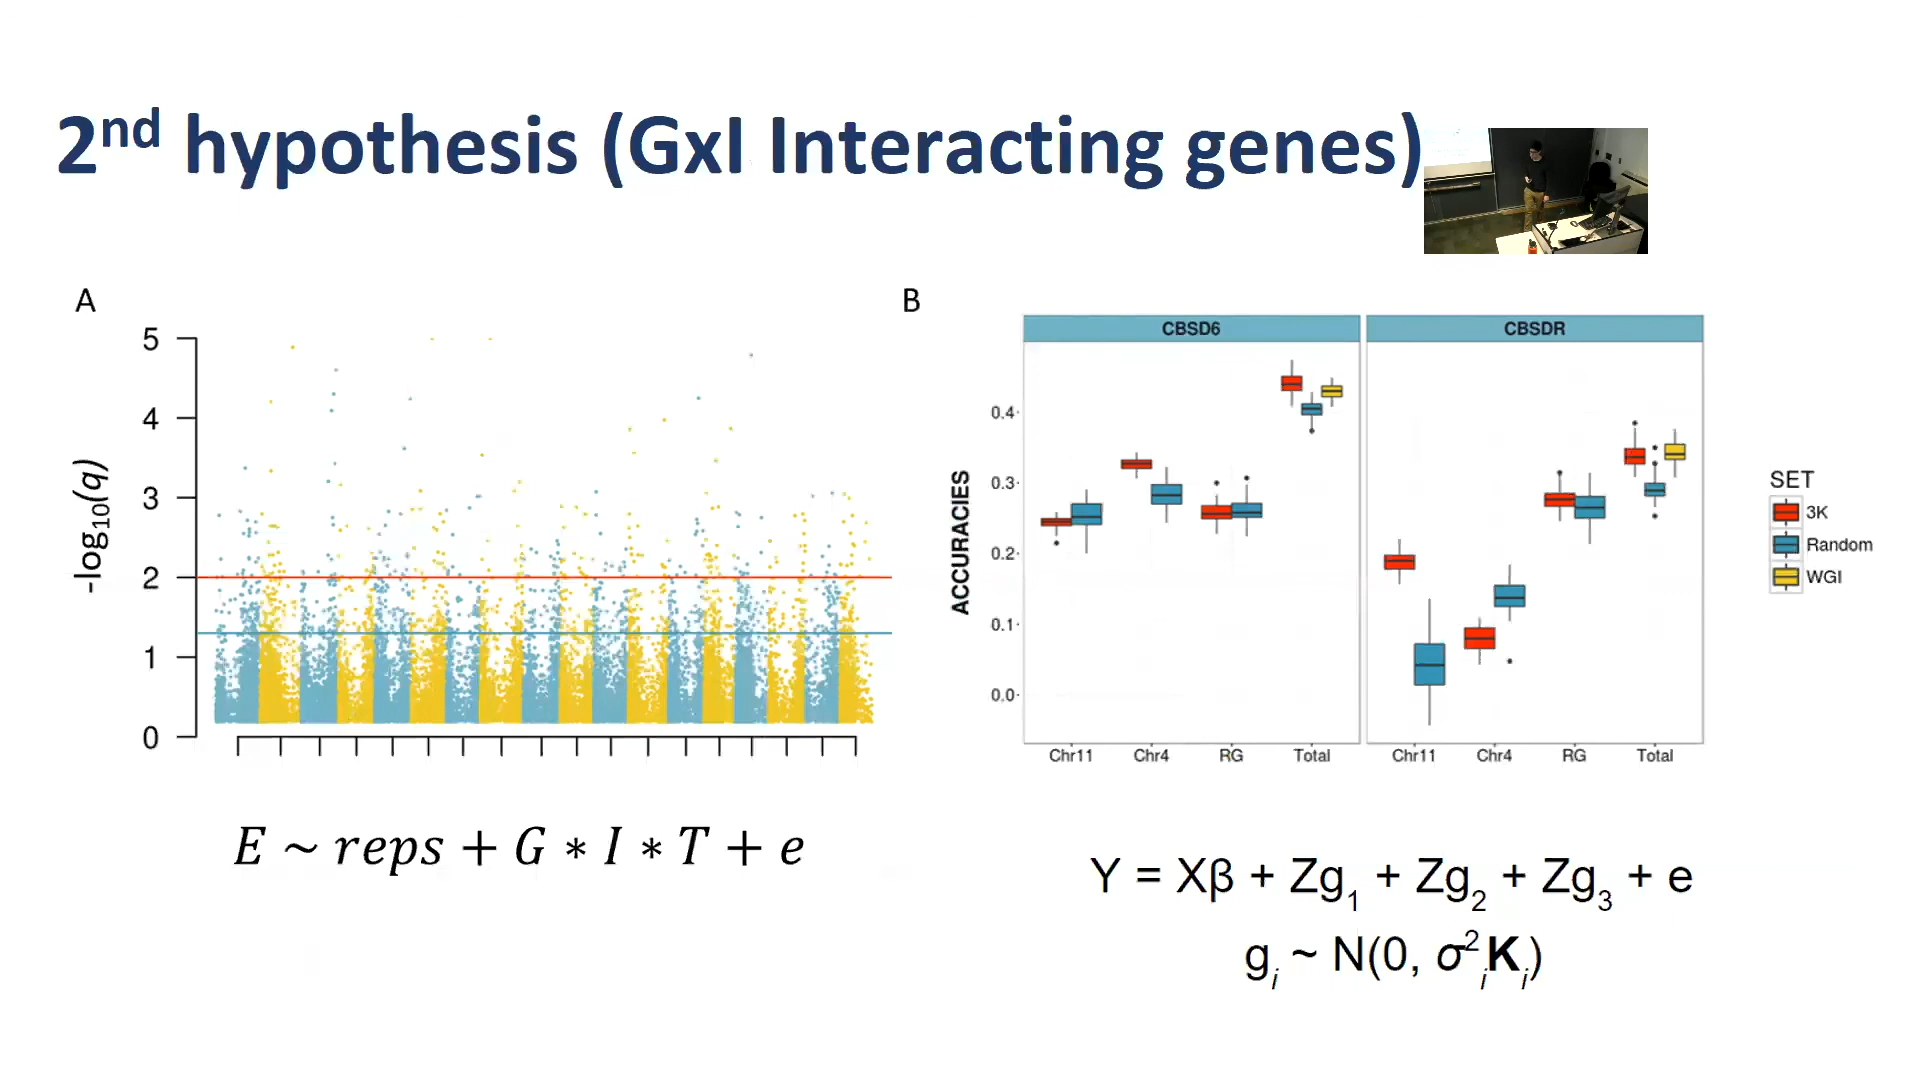 2nd hypothesis (GxI Interacting genes)
A
-log10(q)
5
4
3
2
1
0
E ~ reps + G * I * T + e
B
CBSD6
CBSDR
ACCURACIES
0.4
0.3
0.2
0.1
0.0
Chr11 Chr4 RG Total
Chr11 Chr4 RG Total
SET
3K
Random
WGI
Y = Xβ + Zg1 + Zg2 + Zg3 + e
gi ~ N(0, σ2iKi)